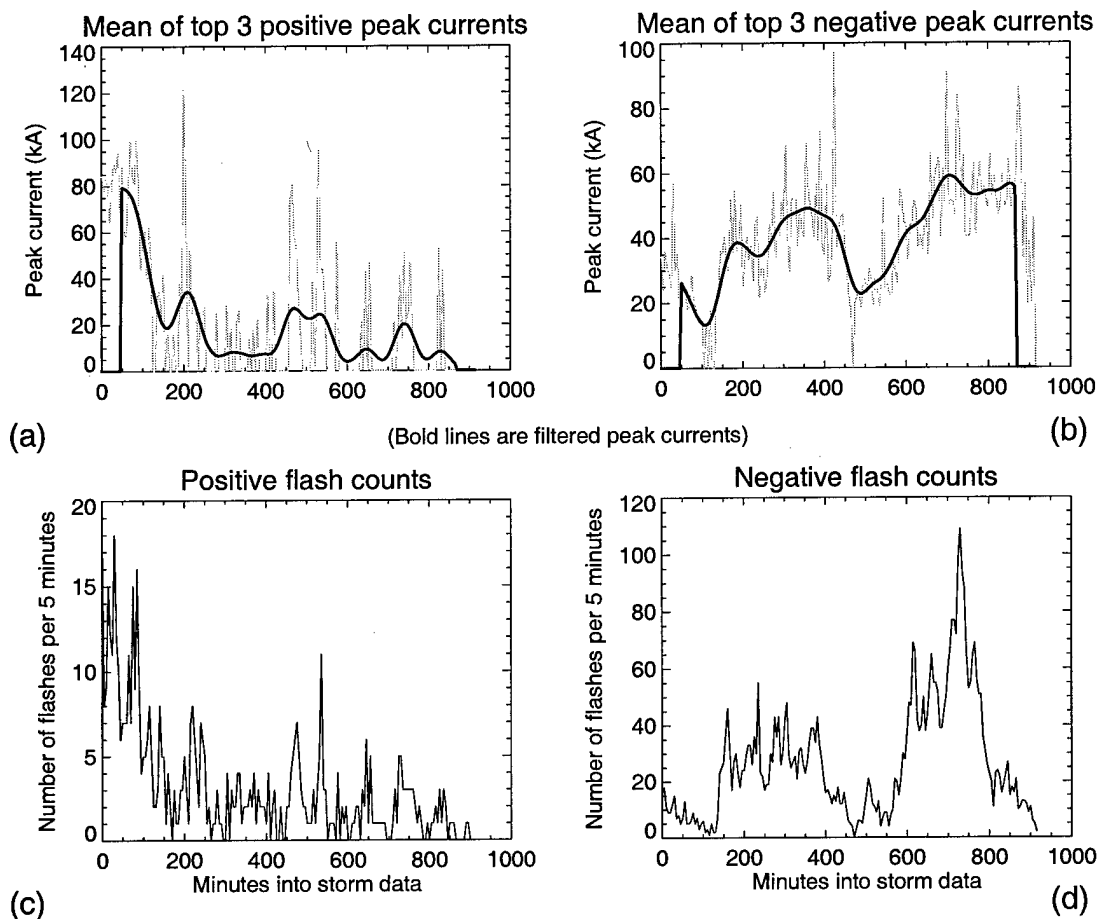 Mean of top 3 positive peak currents
Peak current (kA)
140
120
100
80
60
40
20
0
0 200 400 600 800 1000
(a)
Mean of top 3 negative peak currents
Peak current (kA)
100
80
60
40
20
0
0 200 400 600 800 1000
(b)
(Bold lines are filtered peak currents)
Positive flash counts
Number of flashes per 5 minutes
20
15
10
5
0
0 200 400 600 800 1000
Minutes into storm data
(c)
Negative flash counts
Number of flashes per 5 minutes
120
100
80
60
40
20
0
0 200 400 600 800 1000
Minutes into storm data
(d)